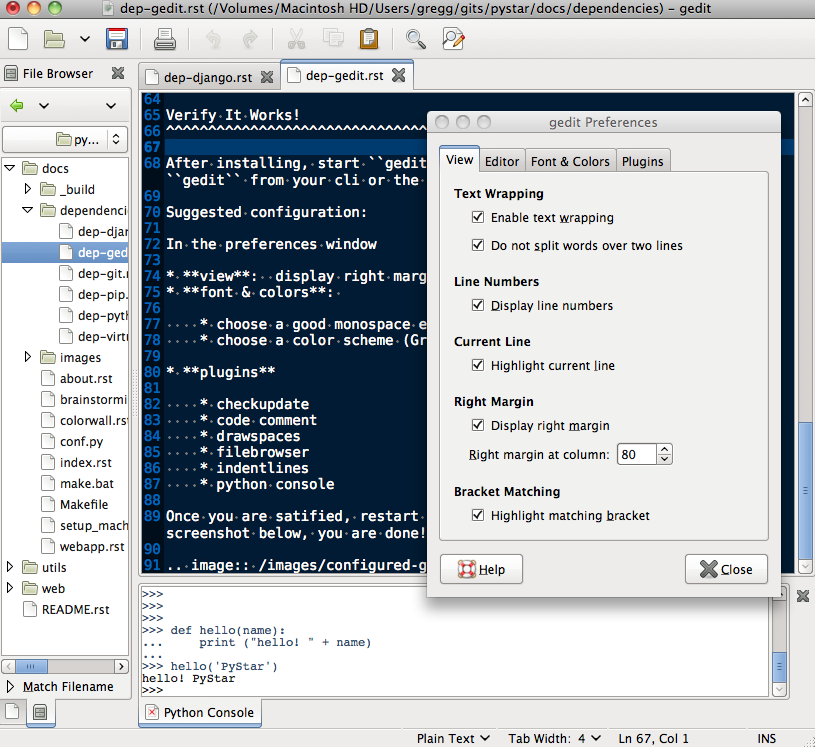 dep-gedit.rst (/Volumes/Macintosh HD/Users/gregg/gits/pystar/docs/dependencies) – gedit
File Browser
dep-django.rst
dep-gedit.rst
py...
docs
_build
dependenci
dep-djar
dep-ged
dep-git.r
dep-pip.
dep-pyth
dep-virtu
images
about.rst
brainstormi
colorwall.rst
conf.py
index.rst
make.bat
Makefile
setup_mach
webapp.rst
utils
web
README.rst
Match Filename
64
65 Verify·It·Works!
66 ^^^^^^^^^^^^^^^^^^^^^^^^^^^^^^^
67
68 After·installing,·start·``gedit
``gedit``·from·your·cli·or·the·
69
70 Suggested·configuration:
71
72 In·the·preferences·window
73
74 *·**view**:··display·right·marg
75 *·**font·&·colors**:·
76
77 ····*·choose·a·good·monospace·e
78 ····*·choose·a·color·scheme·(Gr
79
80 *·**plugins**
81
82 ····*·checkupdate
83 ····*·code·comment
84 ····*·drawspaces
85 ····*·filebrowser
86 ····*·indentlines
87 ····*·python·console
88
89 Once·you·are·satified,·restart·
screenshot·below,·you·are·done!
90
91 ..·image::·/images/configured-g
gedit Preferences
View Editor Font & Colors Plugins
Text Wrapping
Enable text wrapping
Do not split words over two lines
Line Numbers
Display line numbers
Current Line
Highlight current line
Right Margin
Display right margin
Right margin at column: 80
Bracket Matching
Highlight matching bracket
Help Close
>>>
>>>
>>>
>>> def hello(name):
...     print ("hello! " + name)
...
>>> hello('PyStar')
hello! PyStar
>>>
Python Console
Plain Text Tab Width: 4 Ln 67, Col 1 INS